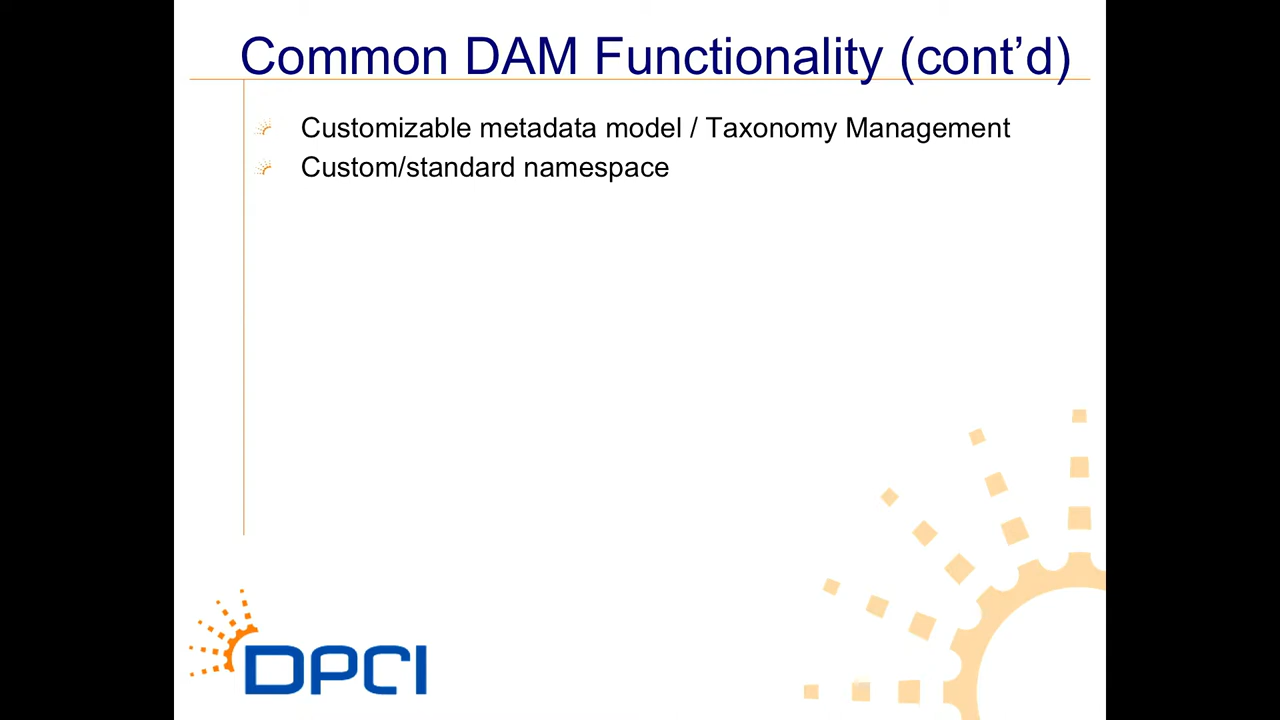 Common DAM Functionality (cont’d)
Customizable metadata model / Taxonomy Management
Custom/standard namespace
DPCI